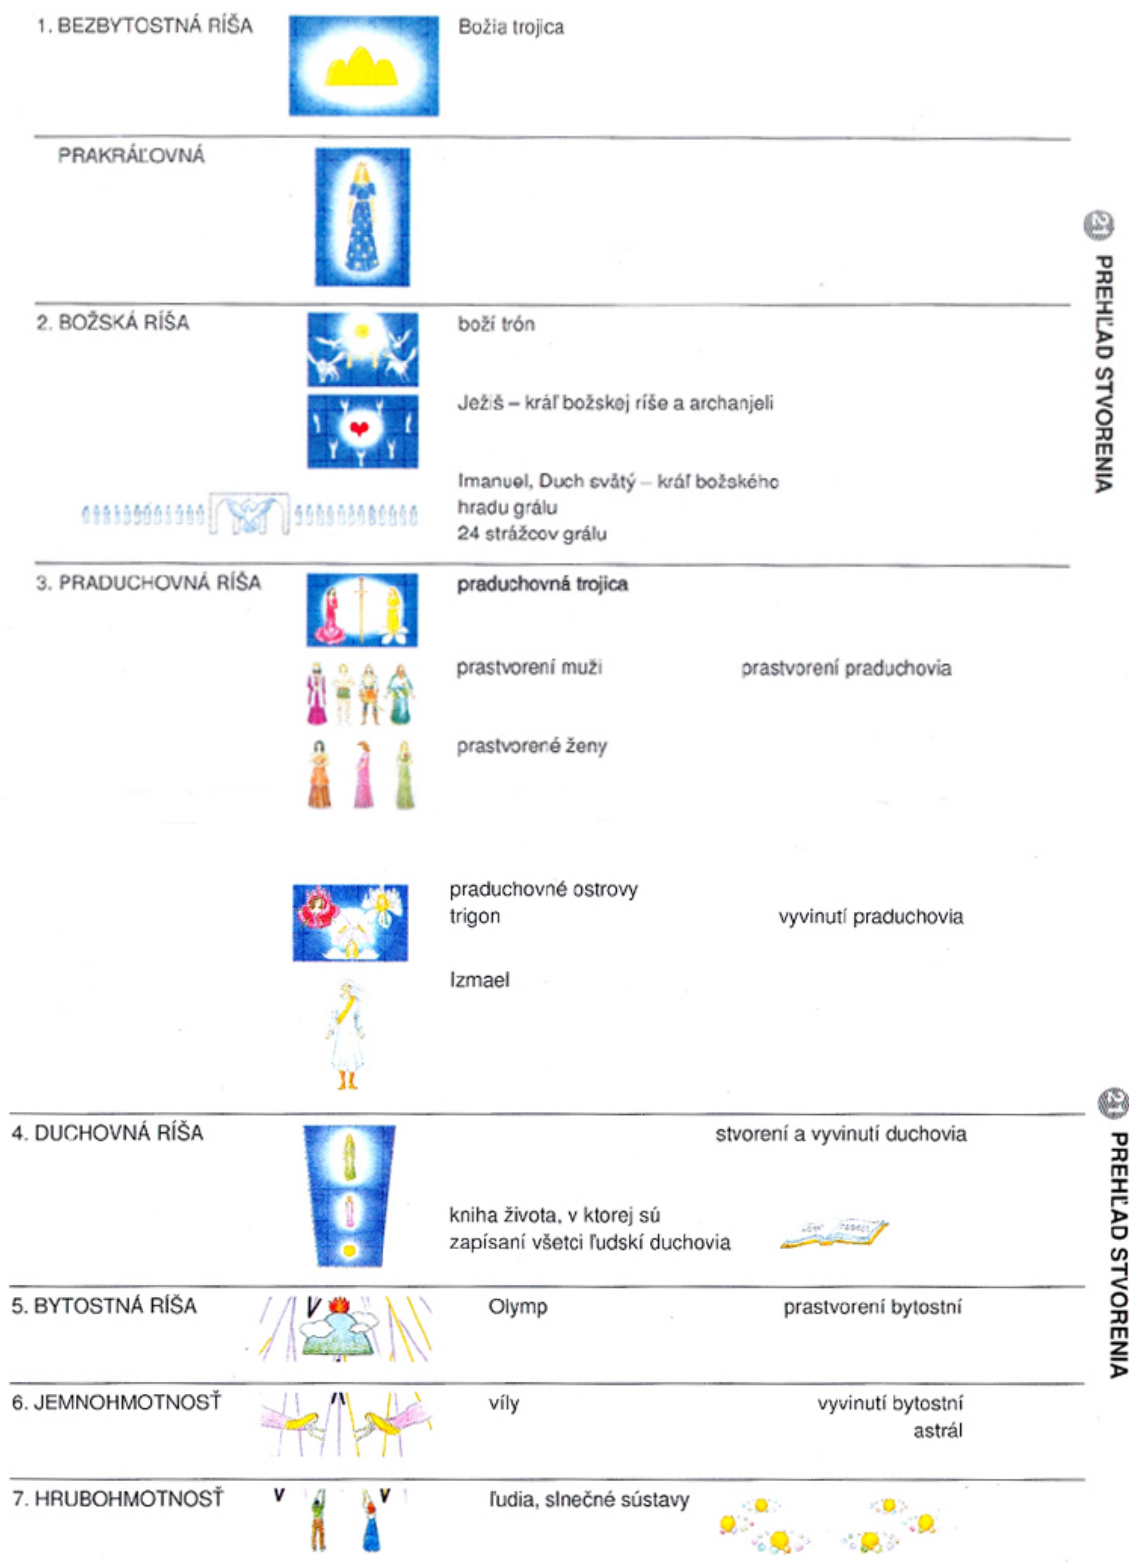 1. BEZBYTOSTNÁ RÍŠA
Božia trojica
PRAKRÁĽOVNÁ
2. BOŽSKÁ RÍŠA
boží trón
Ježiš – kráľ božskej ríše a archanjeli
Imanuel, Duch svätý – kráľ božského
hradu grálu
24 strážcov grálu
21 PREHĽAD STVORENIA
3. PRADUCHOVNÁ RÍŠA
praduchovná trojica
prastvorení muži
prastvorení praduchovia
prastvorené ženy
praduchovné ostrovy
trigon
vyvinutí praduchovia
Izmael
4. DUCHOVNÁ RÍŠA
stvorení a vyvinutí duchovia
kniha života, v ktorej sú
zapísaní všetci ľudskí duchovia
5. BYTOSTNÁ RÍŠA
Olymp
prastvorení bytostní
6. JEMNOHMOTNOSŤ
víly
vyvinutí bytostní
astrál
7. HRUBOHMOTNOSŤ
ľudia, slnečné sústavy
21 PREHĽAD STVORENIA